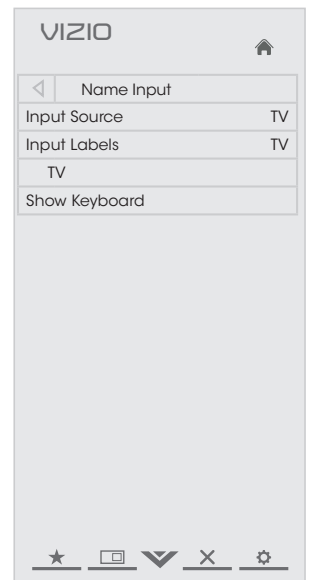 VIZIO
Name Input
Input Source TV
Input Labels TV
TV
Show Keyboard